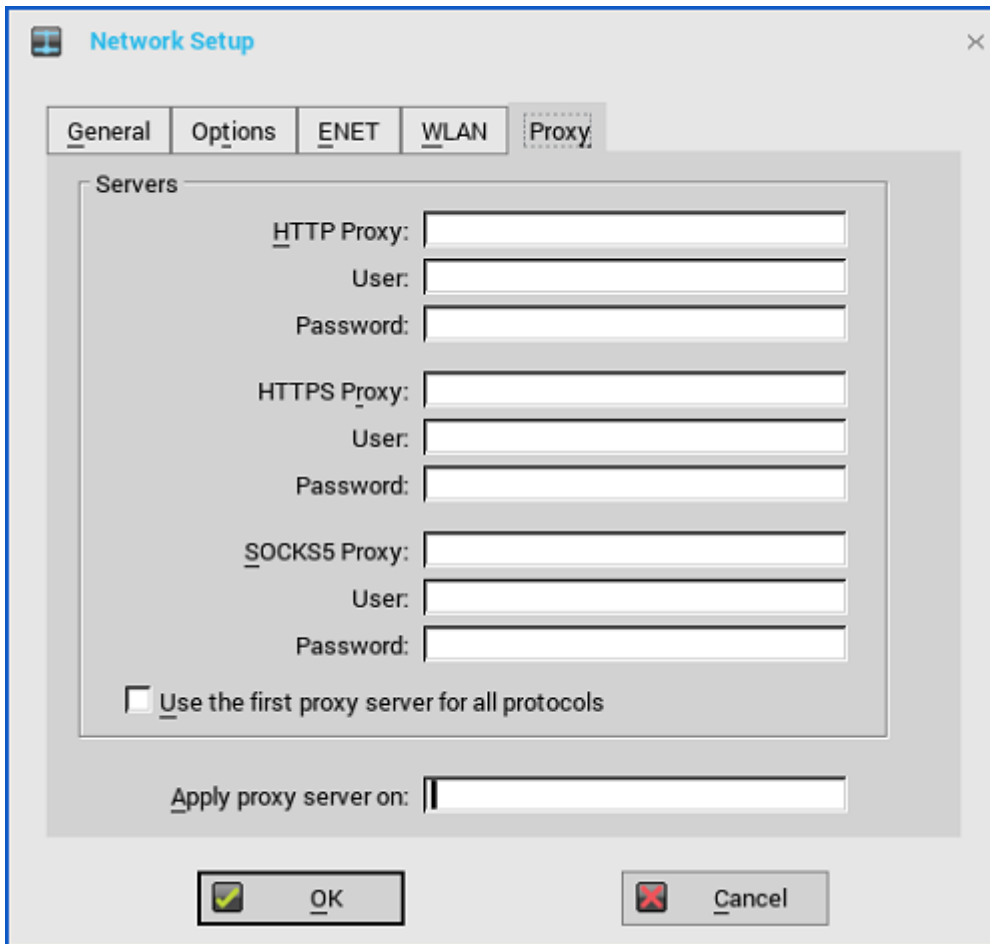 Network Setup
General Options ENET WLAN Proxy
Servers
HTTP Proxy:
User:
Password:
HTTPS Proxy:
User:
Password:
SOCKS5 Proxy:
User:
Password:
Use the first proxy server for all protocols
Apply proxy server on:
OK Cancel